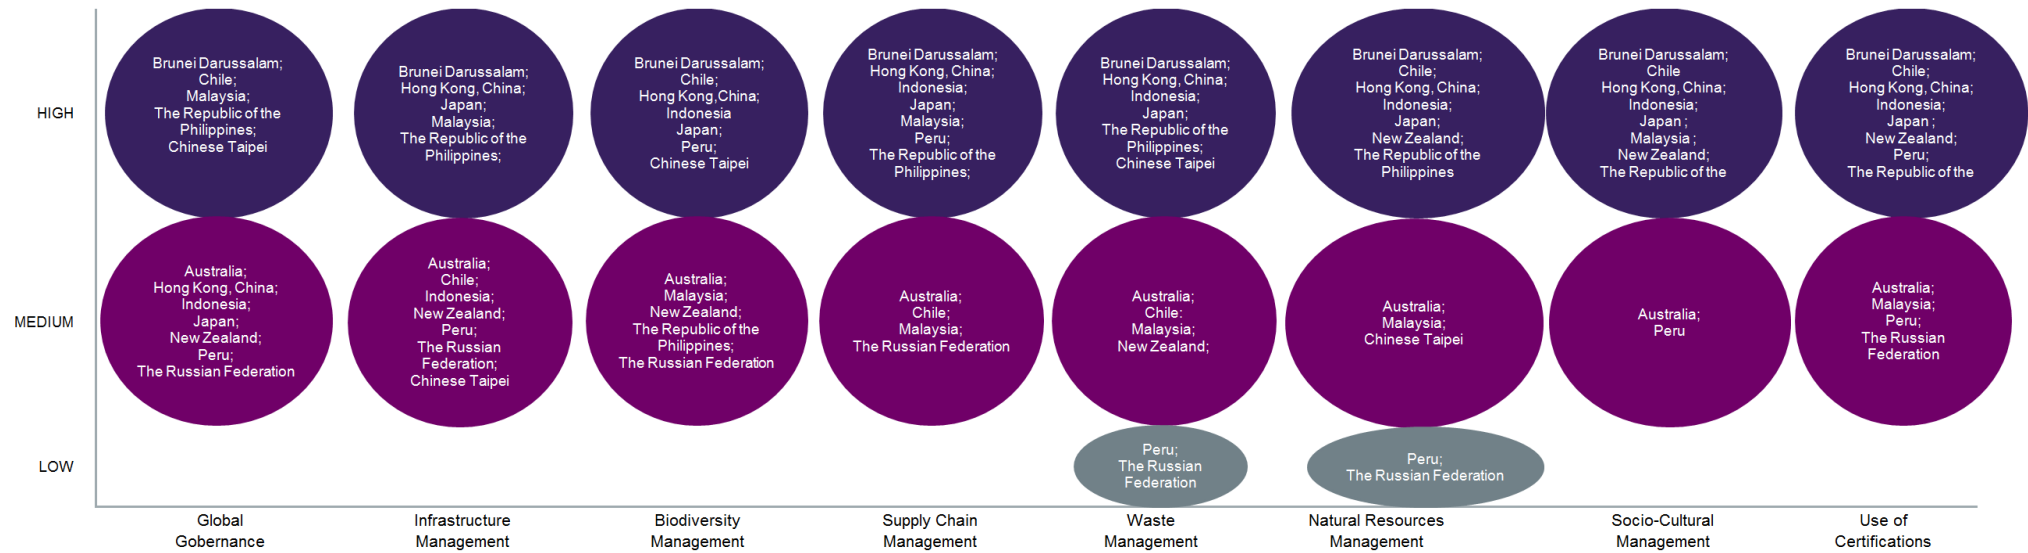 HIGH
Brunei Darussalam;
Chile;
Malaysia;
The Republic of the
Philippines;
Chinese Taipei
Brunei Darussalam;
Hong Kong, China;
Japan;
Malaysia;
The Republic of the
Philippines;
Brunei Darussalam;
Chile;
Hong Kong,China;
Indonesia
Japan;
Peru;
Chinese Taipei
Brunei Darussalam;
Hong Kong, China;
Indonesia;
Japan;
Malaysia;
Peru;
The Republic of the
Philippines;
Brunei Darussalam;
Hong Kong, China;
Indonesia;
Japan;
The Republic of the
Philippines;
Chinese Taipei
Brunei Darussalam;
Chile;
Hong Kong, China;
Indonesia;
Japan;
New Zealand;
The Republic of the
Philippines
Brunei Darussalam;
Chile
Hong Kong, China;
Indonesia;
Japan ;
Malaysia ;
New Zealand;
The Republic of the
Brunei Darussalam;
Chile;
Hong Kong, China;
Indonesia;
Japan ;
New Zealand;
Peru;
The Republic of the
MEDIUM
Australia;
Hong Kong, China;
Indonesia;
Japan;
New Zealand;
Peru;
The Russian Federation
Australia;
Chile;
Indonesia;
New Zealand;
Peru;
The Russian
Federation;
Chinese Taipei
Australia;
Malaysia;
New Zealand;
The Republic of the
Philippines;
The Russian Federation
Australia;
Chile;
Malaysia;
The Russian Federation
Australia;
Chile:
Malaysia;
New Zealand;
Australia;
Malaysia;
Chinese Taipei
Australia;
Peru
Australia;
Malaysia;
Peru;
The Russian
Federation
LOW
Peru;
The Russian
Federation
Peru;
The Russian Federation
Global
Gobernance
Infrastructure
Management
Biodiversity
Management
Supply Chain
Management
Waste
Management
Natural Resources
Management
Socio-Cultural
Management
Use of
Certifications